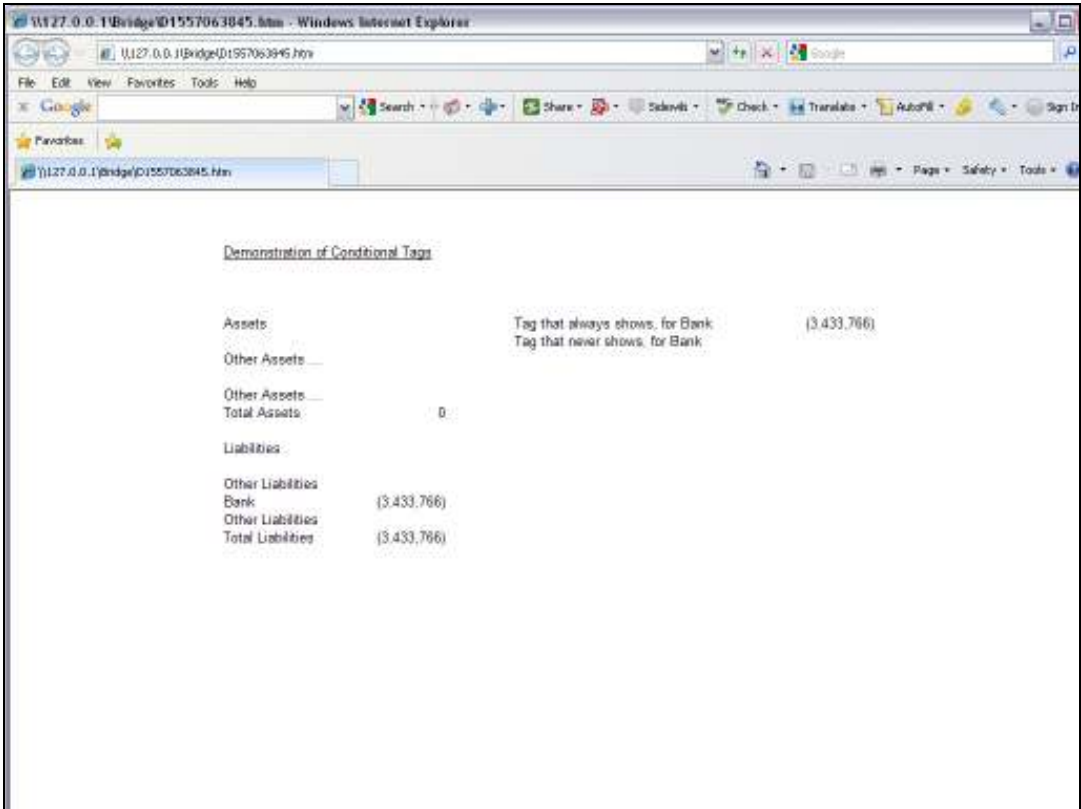 \\127.0.0.1\Bridge\D1557063845.htm - Windows Internet Explorer
\\127.0.0.1\Bridge\D1557063845.htm Google
File Edit View Favorites Tools Help
Google Search Share Sidewiki Check Translate AutoFill Sign In
Favorites
\\127.0.0.1\Bridge\D1557063845.htm Page Safety Tools
Demonstration of Conditional Tags
Assets Tag that always shows, for Bank (3,433,766)
Tag that never shows, for Bank
Other Assets ....
Other Assets ....
Total Assets 0
Liabilities
Other Liabilities
Bank (3,433,766)
Other Liabilities
Total Liabilities (3,433,766)